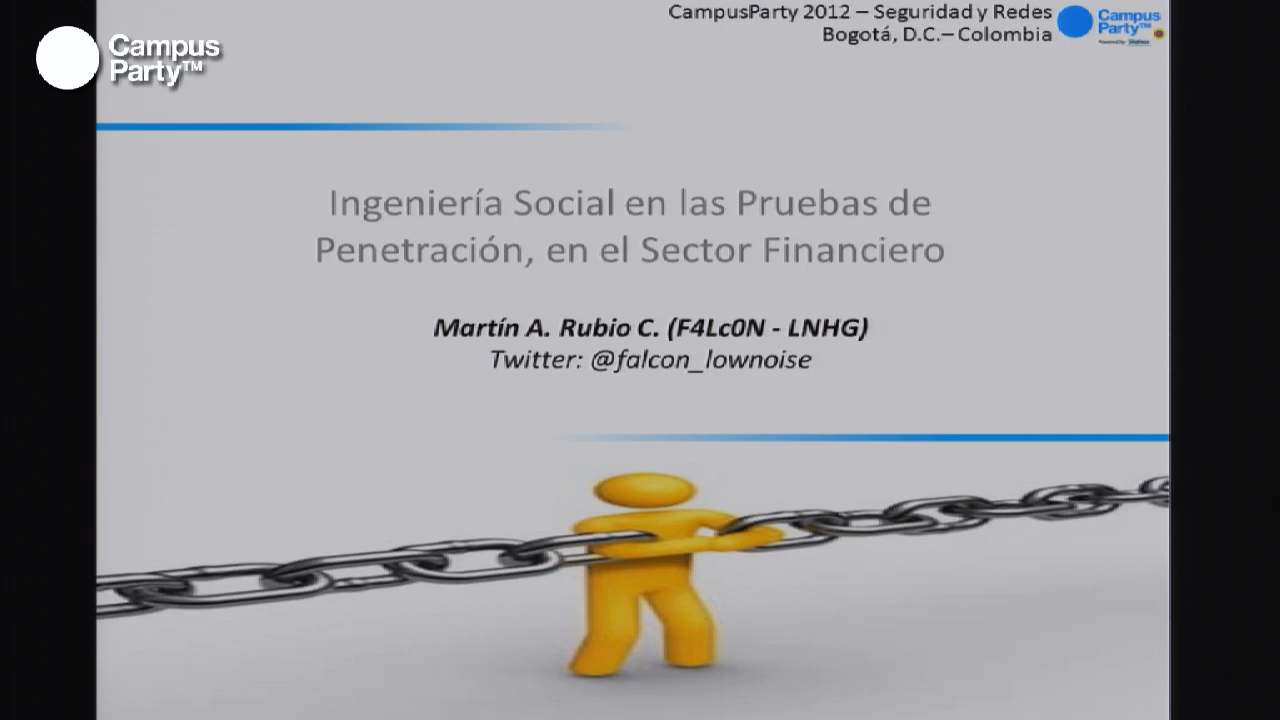 CampusParty 2012 – Seguridad y Redes
Bogotá, D.C.– Colombia
Campus
Party™
Campus
Party™
Ingeniería Social en las Pruebas de
Penetración, en el Sector Financiero
Martín A. Rubio C. (F4Lc0N - LNHG)
Twitter: @falcon_lownoise